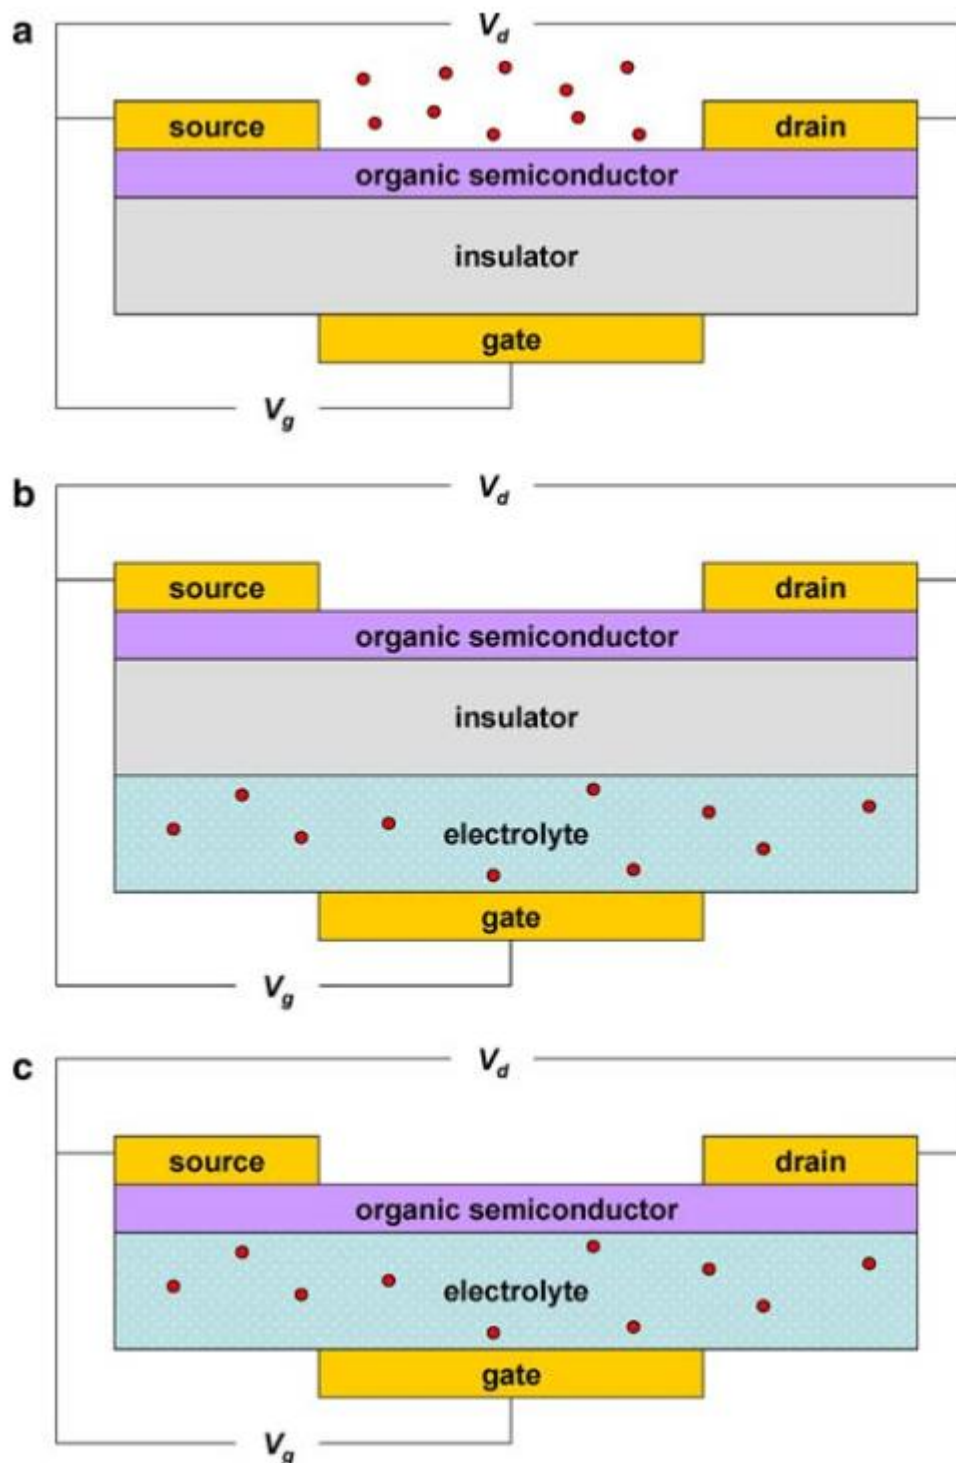 a
V_d
source
drain
organic semiconductor
insulator
gate
V_g
b
V_d
source
drain
organic semiconductor
insulator
electrolyte
gate
V_g
c
V_d
source
drain
organic semiconductor
electrolyte
gate
V_g